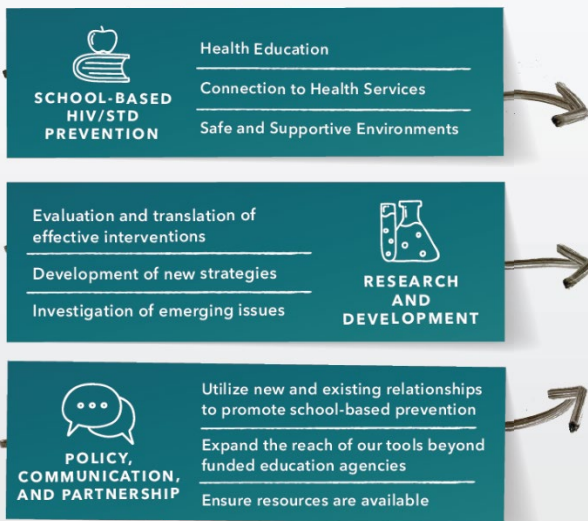 SCHOOL-BASED
HIV/STD
PREVENTION
Health Education
Connection to Health Services
Safe and Supportive Environments
Evaluation and translation of
effective interventions
Development of new strategies
Investigation of emerging issues
RESEARCH
AND
DEVELOPMENT
POLICY,
COMMUNICATION,
AND PARTNERSHIP
Utilize new and existing relationships
to promote school-based prevention
Expand the reach of our tools beyond
funded education agencies
Ensure resources are available